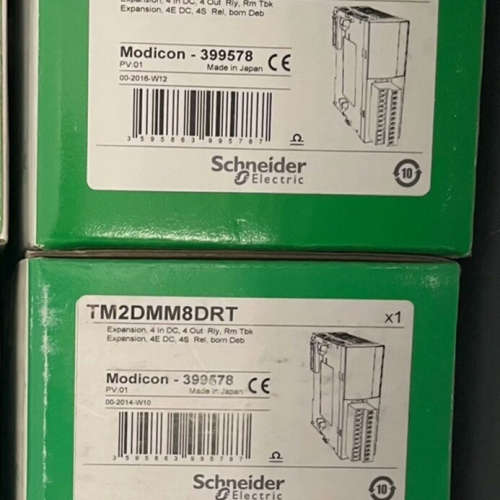 Expansion, 4 in DC, 4 Out Rly, Rm Tbk
Expansion, 4E DC, 4S Rel, born Deb
Modicon - 399578
PV:01
Made in Japan
CE
00-2016-W12
Schneider
Electric
10
TM2DMM8DRT
x1
Expansion, 4 in DC, 4 Out Rly, Rm Tbk
Expansion, 4E DC, 4S Rel, born Deb
Modicon - 399578
PV:01
Made in Japan
CE
00-2014-W10
Schneider
Electric
10